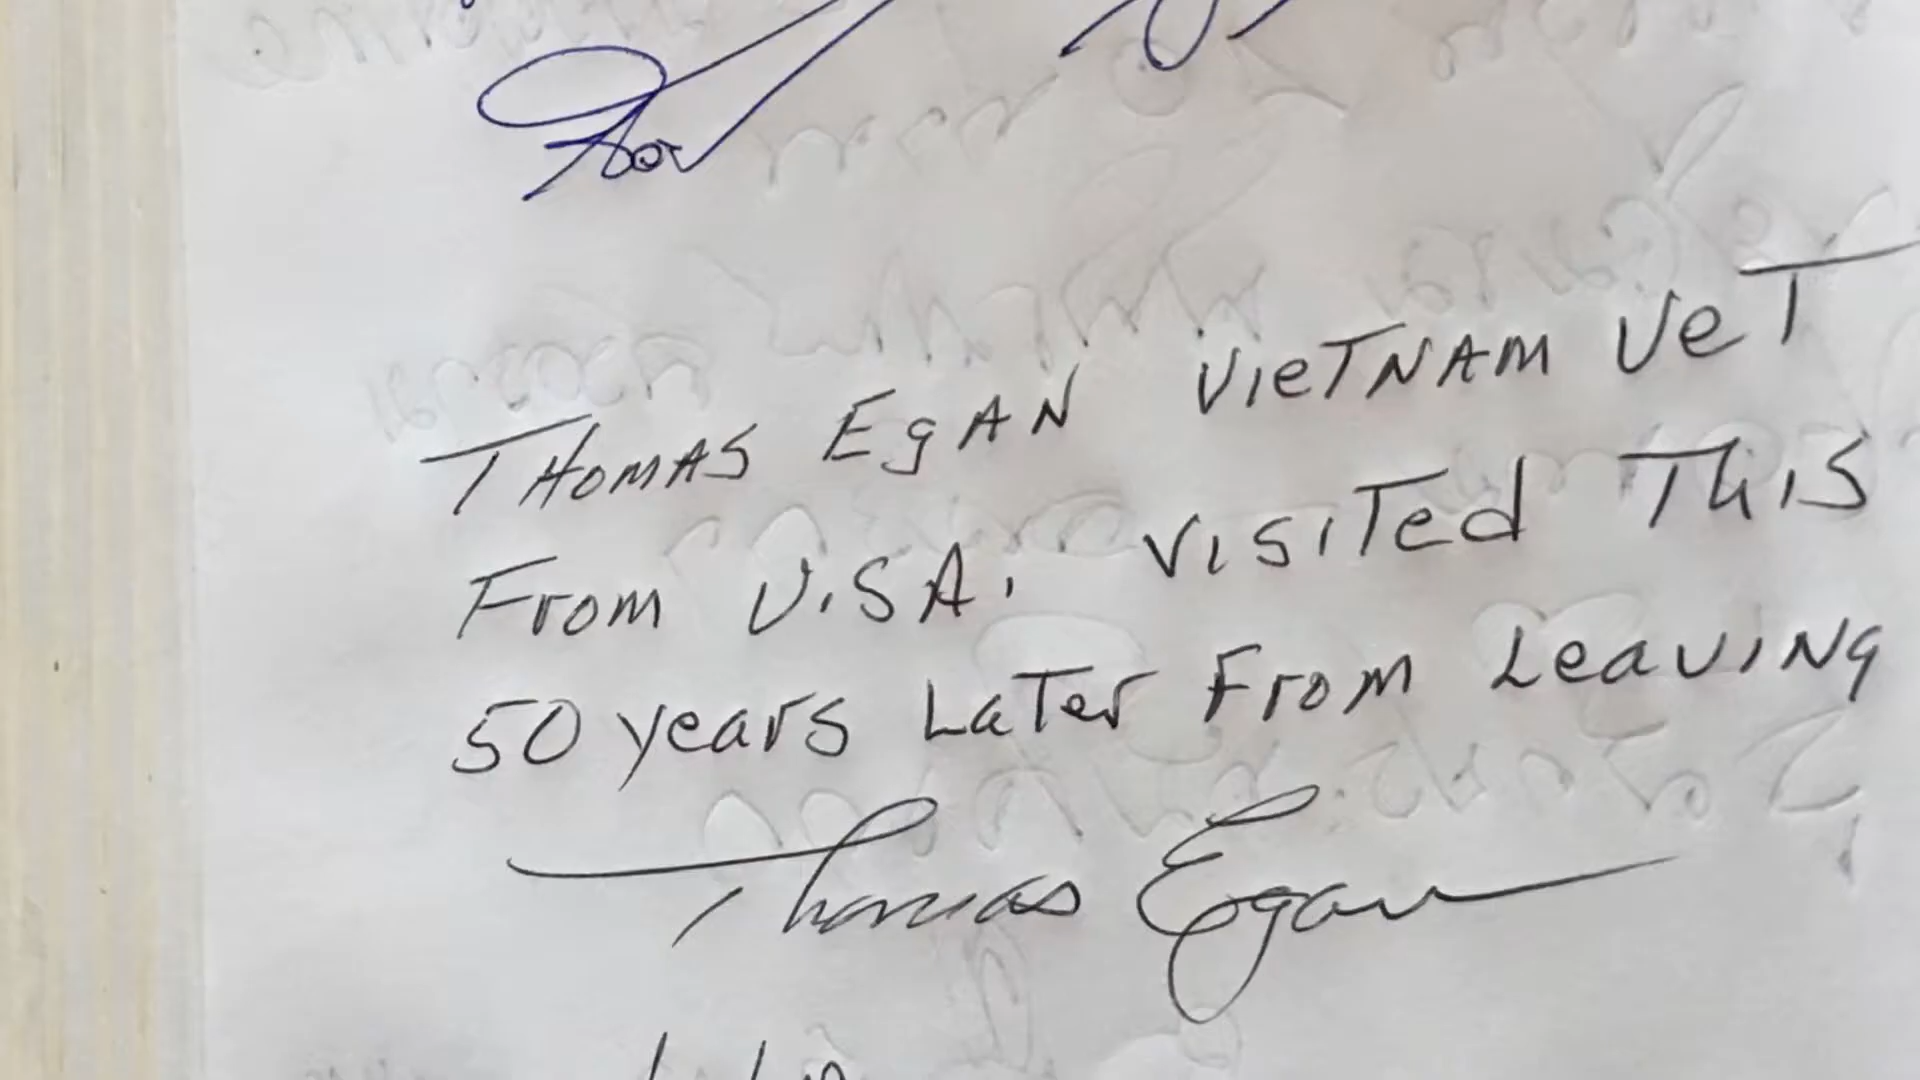 THOMAS EgAN VieTNAM VeT
From U.S.A. VisiTed This
50 years LaTer From Leaving
Thomas Egan